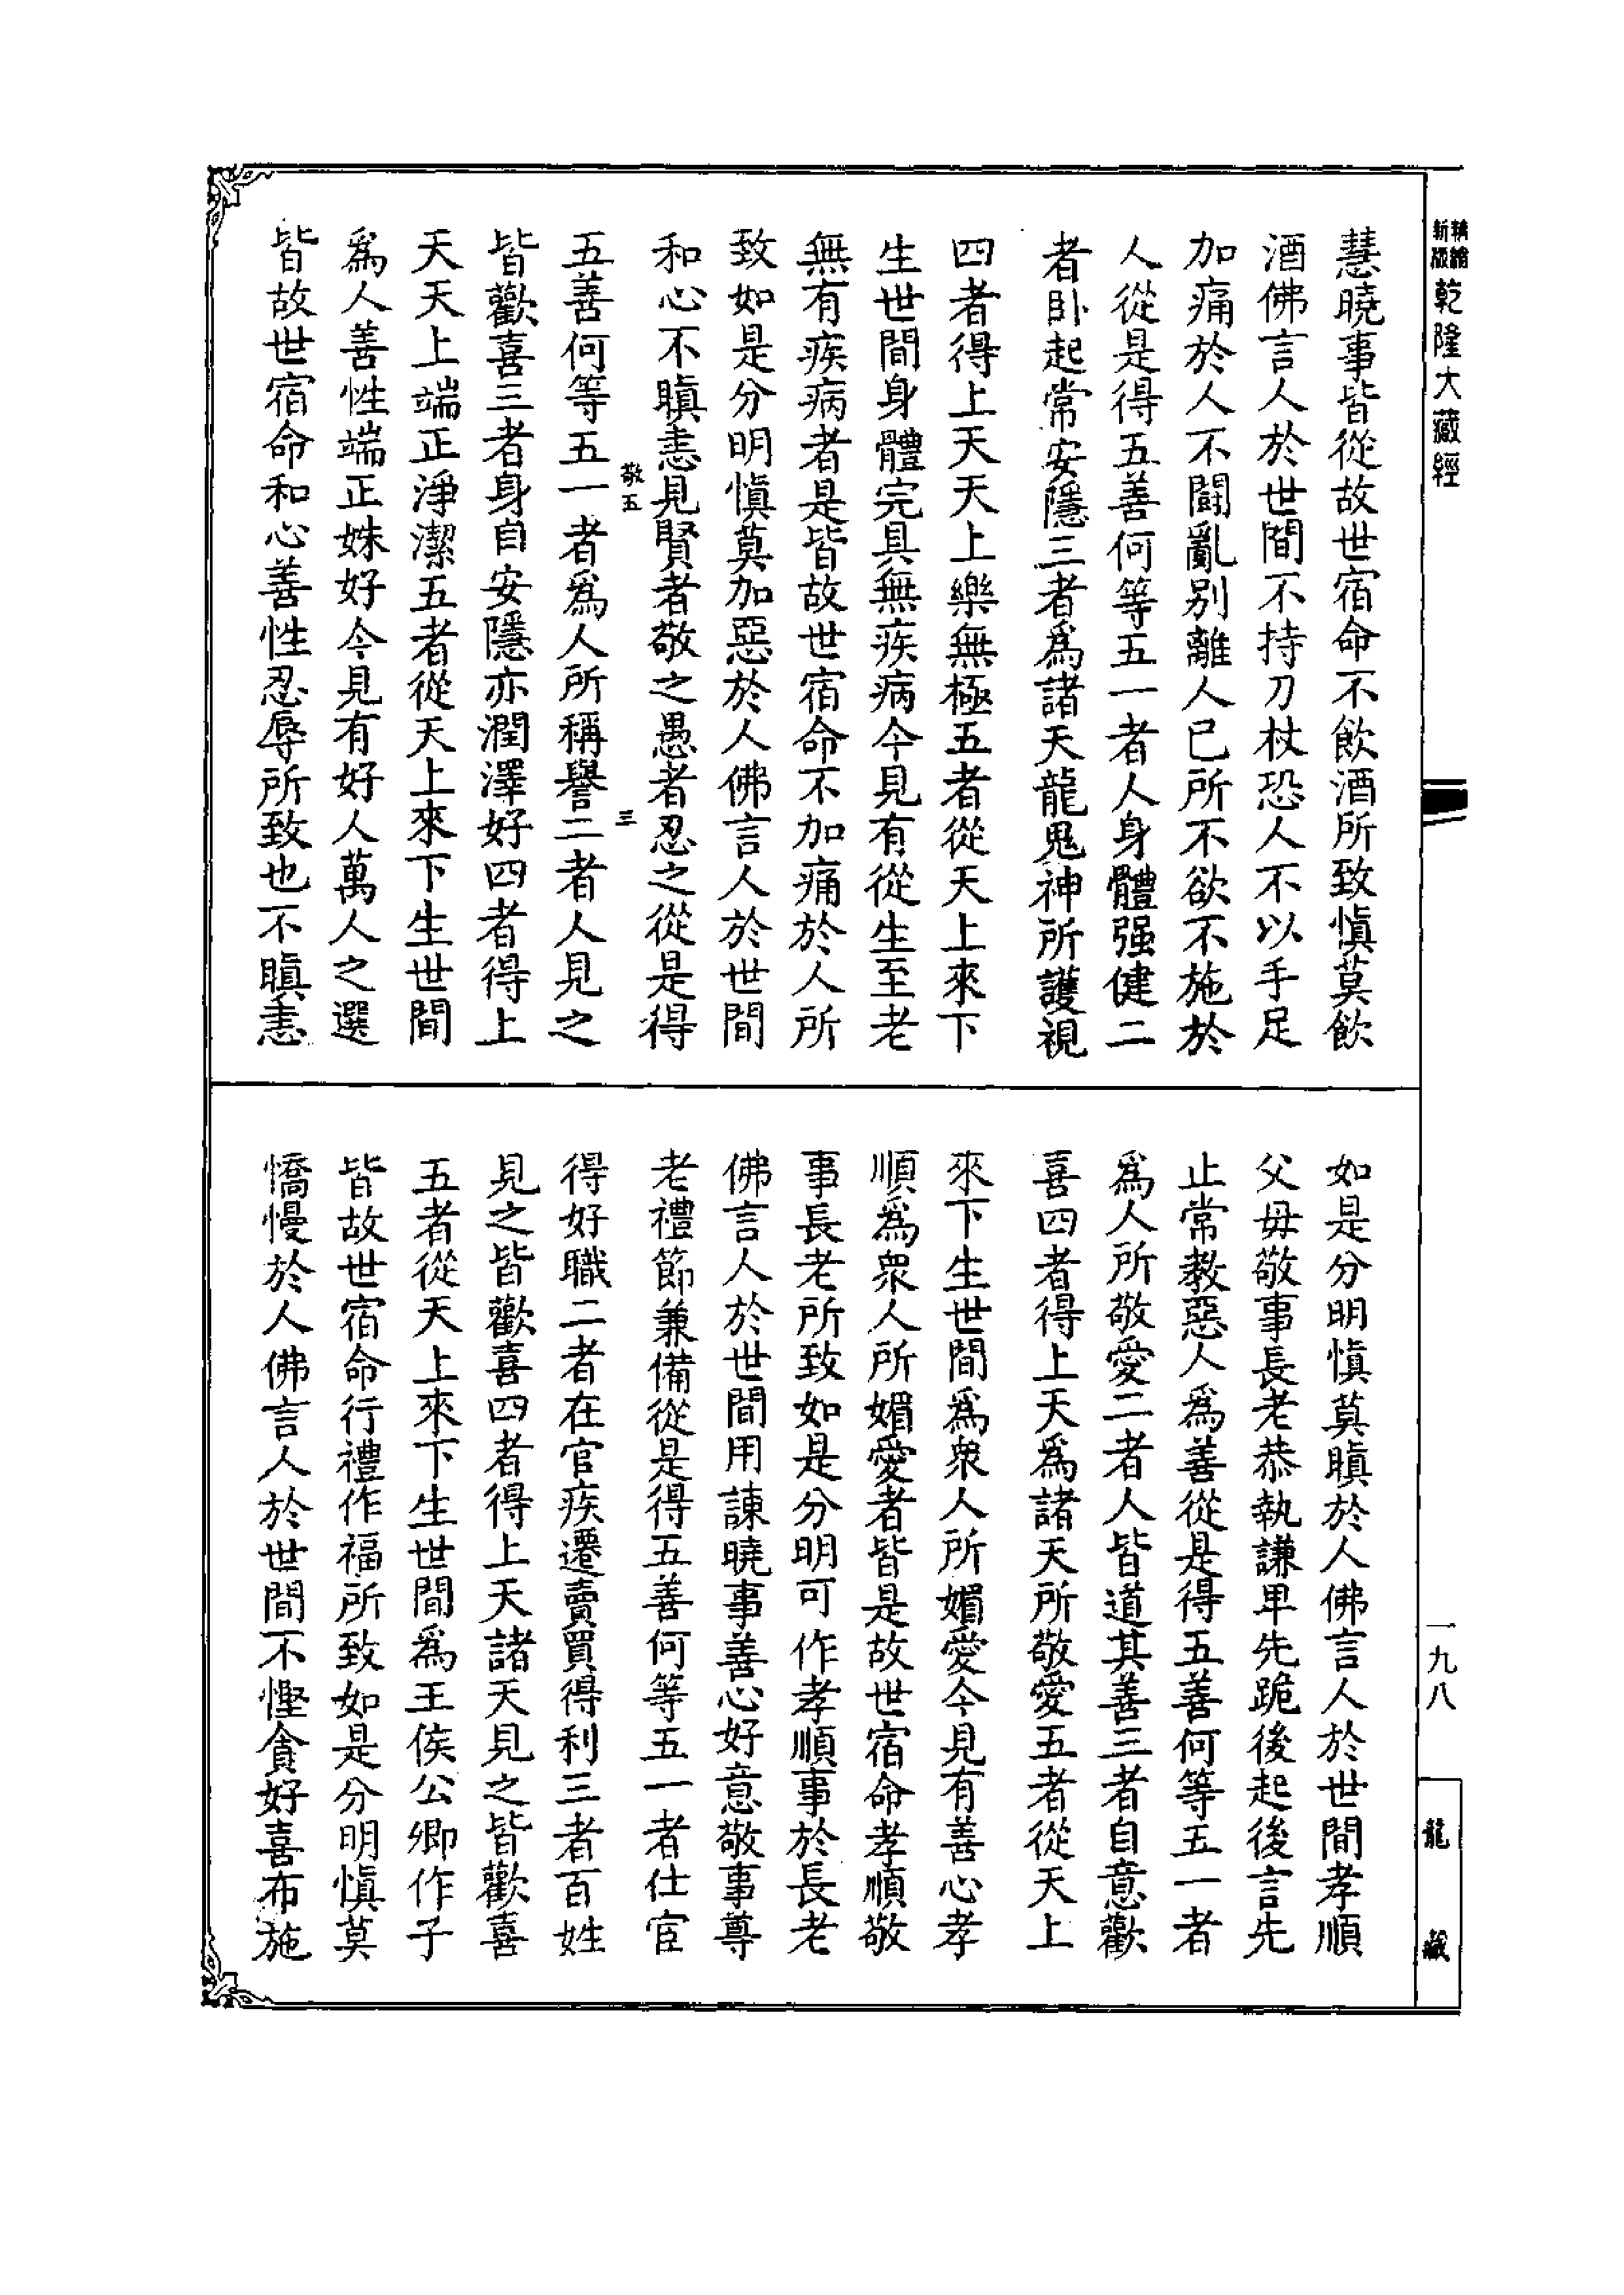 新版
精繪
乾隆大藏經
慧曉事皆從故世宿命不飲酒所致慎莫飲
酒佛言人於世間不持刀杖恐人不以手足
加痛於人不鬬亂别離人已所不欲不施於
人從是得五善何等五一者人身體强健二
者卧起常安隱三者爲諸天龍鬼神所護視
四者得上天天上樂無極五者從天上來下
生世間身體完具無疾病今見有從生至老
無有疾病者是皆故世宿命不加痛於人所
致如是分明慎莫加惡於人佛言人於世間
和心不瞋恚見賢者敬之愚者忍之從是得
敬五
三
五善何等五一者爲人所稱譽二者人見之
皆歡喜三者身自安隱亦潤澤好四者得上
天天上端正淨潔五者從天上來下生世間
爲人善性端正姝好今見有好人萬人之選
皆故世宿命和心善性忍辱所致也不瞋恚
如是分明慎莫瞋於人佛言人於世間孝順
父母敬事長老恭執謙卑先跪後起後言先
止常教惡人爲善從是得五善何等五一者
爲人所敬愛二者人皆道其善三者自意歡
喜四者得上天爲諸天所敬愛五者從天上
來下生世間爲衆人所媚愛今見有善心孝
順爲衆人所媚愛者皆是故世宿命孝順敬
事長老所致如是分明可作孝順事於長老
佛言人於世間用諫曉事善心好意敬事尊
老禮節兼備從是得五善何等五一者仕宦
得好職二者在官疾遷賣買得利三者百姓
見之皆歡喜四者得上天諸天見之皆歡喜
五者從天上來下生世間爲王侯公卿作子
皆故世宿命行禮作福所致如是分明慎莫
憍慢於人佛言人於世間不慳貪好喜布施
一九八
龍藏